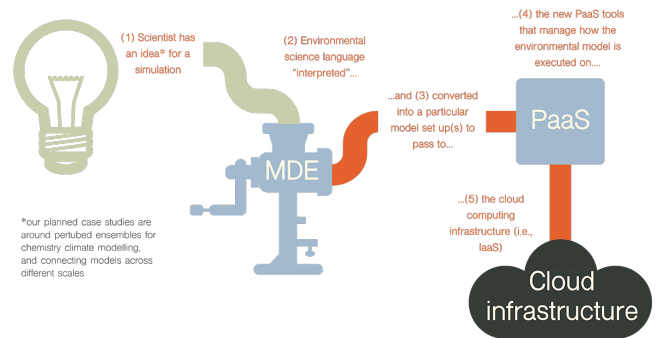 (1) Scientist has
an idea* for a
simulation
(2) Environmental
science language
“interpreted”...
...and (3) converted
into a particular
model set up(s) to
pass to...
...(4) the new PaaS tools
that manage how the
environmental model is
executed on....
MDE
PaaS
...(5) the cloud
computing
infrastructure (i.e.,
IaaS)
Cloud
infrastructure
*our planned case studies are
around pertubed ensembles for
chemistry climate modelling,
and connecting models across
different scales